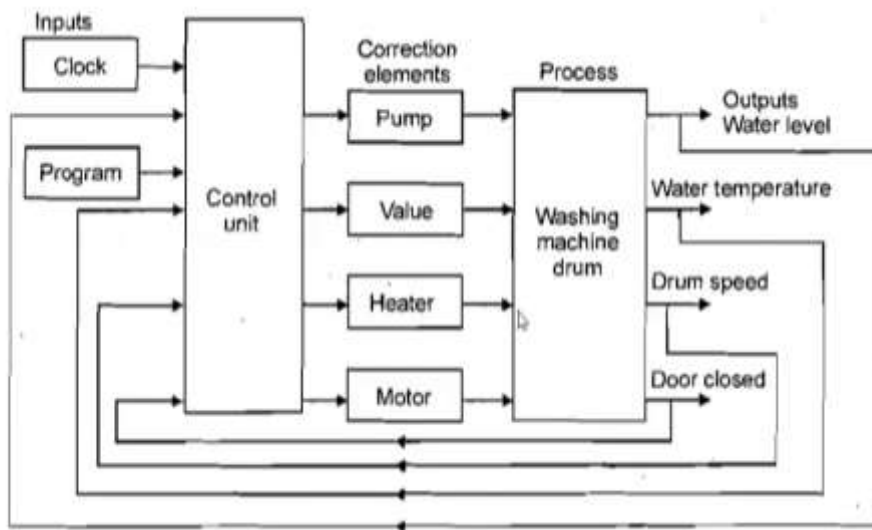 Inputs
Clock
Program
Control
unit
Correction
elements
Pump
Value
Heater
Motor
Process
Washing
machine
drum
Outputs
Water level
Water temperature
Drum speed
Door closed